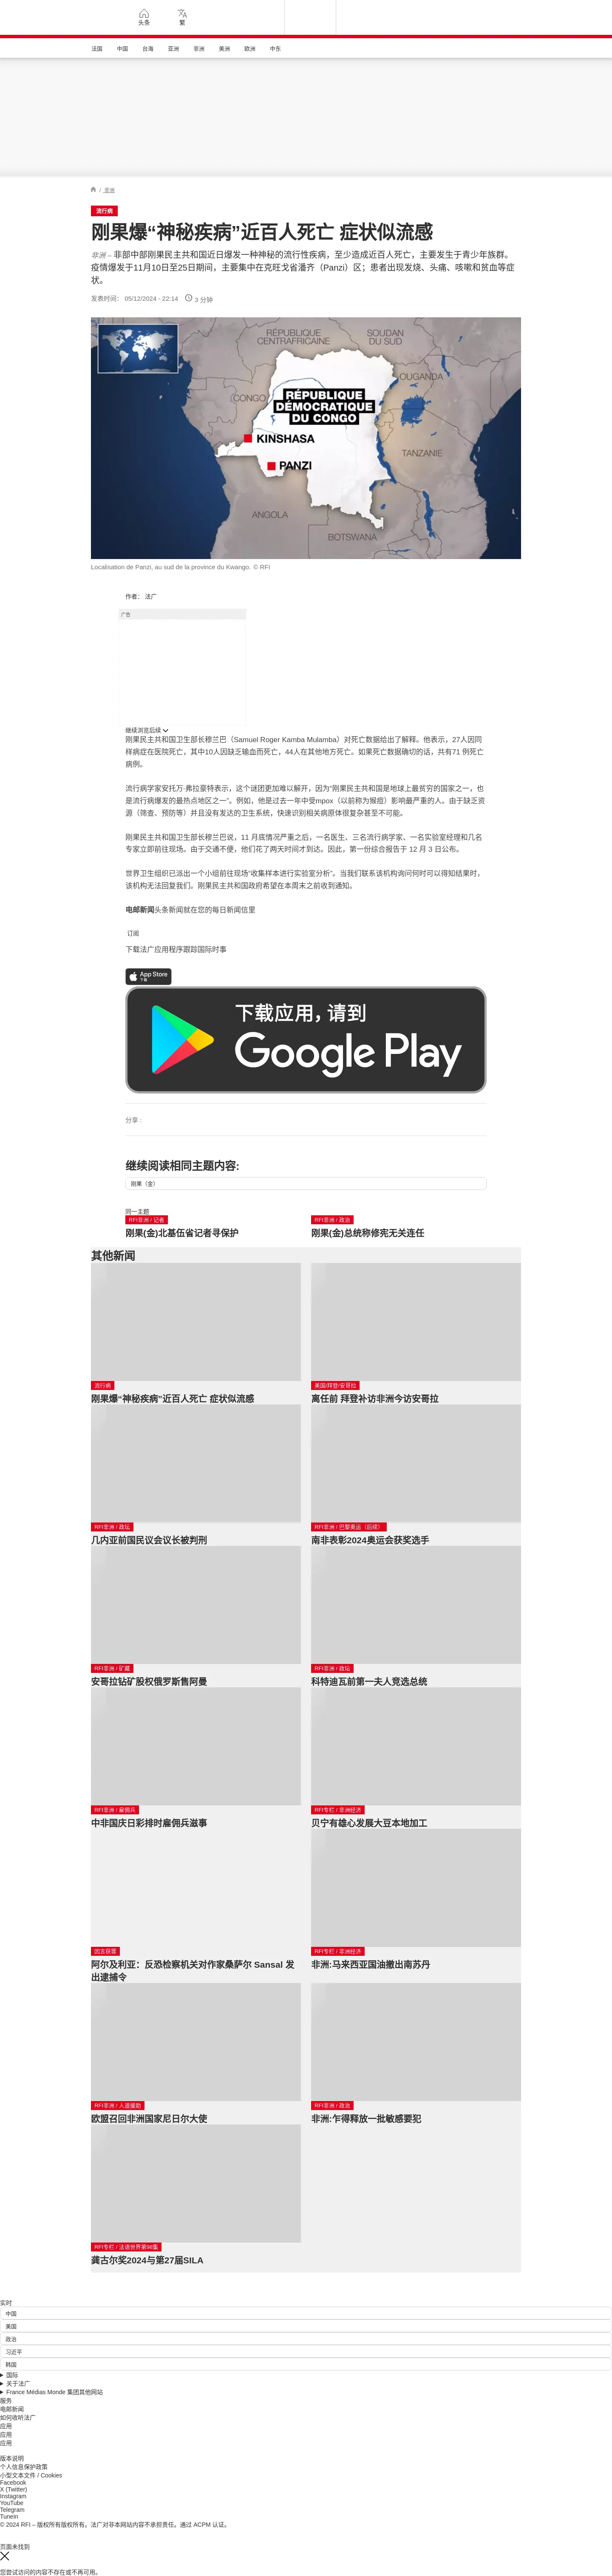 头条
繁
法国
中国
台海
亚洲
非洲
美洲
欧洲
中东
/ 非洲
流行病
刚果爆“神秘疾病”近百人死亡 症状似流感
非洲 – 非部中部刚果民主共和国近日爆发一种神秘的流行性疾病，至少造成近百人死亡，主要发生于青少年族群。
疫情爆发于11月10日至25日期间，主要集中在克旺戈省潘齐（Panzi）区；患者出现发烧、头痛、咳嗽和贫血等症
状。
发表时间： 05/12/2024 - 22:14
3 分钟
RÉPUBLIQUE
CENTRAFRICAINE
SOUDAN
DU SUD
OUGANDA
CONGO
RÉPUBLIQUE
DÉMOCRATIQUE
DU CONGO
KINSHASA
PANZI
TANZANIE
ANGOLA
BOTSWANA
Localisation de Panzi, au sud de la province du Kwango. © RFI
作者： 法广
广告
继续浏览后续
刚果民主共和国卫生部长穆兰巴（Samuel Roger Kamba Mulamba）对死亡数据给出了解释。他表示，27人因同
样病症在医院死亡，其中10人因缺乏输血而死亡，44人在其他地方死亡。如果死亡数据确切的话，共有71 例死亡
病例。
流行病学家安托万·弗拉豪特表示，这个谜团更加难以解开，因为“刚果民主共和国是地球上最贫穷的国家之一，也
是流行病爆发的最热点地区之一”。例如，他是过去一年中受mpox（以前称为猴痘）影响最严重的人。由于缺乏资
源（筛查、预防等）并且没有发达的卫生系统，快速识别相关病原体很复杂甚至不可能。
刚果民主共和国卫生部长穆兰巴说，11 月底情况严重之后，一名医生、三名流行病学家、一名实验室经理和几名
专家立即前往现场。由于交通不便，他们花了两天时间才到达。因此，第一份综合报告于 12 月 3 日公布。
世界卫生组织已派出一个小组前往现场“收集样本进行实验室分析”。当我们联系该机构询问何时可以得知结果时，
该机构无法回复我们。刚果民主共和国政府希望在本周末之前收到通知。
电邮新闻头条新闻就在您的每日新闻信里
订阅
下载法广应用程序跟踪国际时事
App Store
下载
下载应用，请到
Google Play
分享 :
继续阅读相同主题内容:
刚果（金）
同一主题
RFI非洲 / 记者
刚果(金)北基伍省记者寻保护
RFI非洲 / 政治
刚果(金)总统称修宪无关连任
其他新闻
流行病
刚果爆“神秘疾病”近百人死亡 症状似流感
美国/拜登/安哥拉
离任前 拜登补访非洲今访安哥拉
RFI非洲 / 政坛
几内亚前国民议会议长被判刑
RFI非洲 / 巴黎奥运（后续）
南非表彰2024奥运会获奖选手
RFI非洲 / 矿藏
安哥拉钻矿股权俄罗斯售阿曼
RFI非洲 / 政坛
科特迪瓦前第一夫人竞选总统
RFI非洲 / 雇佣兵
中非国庆日彩排时雇佣兵滋事
RFI专栏 / 非洲经济
贝宁有雄心发展大豆本地加工
因言获罪
阿尔及利亚：反恐检察机关对作家桑萨尔 Sansal 发
出逮捕令
RFI专栏 / 非洲经济
非洲:马来西亚国油撤出南苏丹
RFI非洲 / 人道援助
欧盟召回非洲国家尼日尔大使
RFI非洲 / 政治
非洲:乍得释放一批敏感要犯
RFI专栏 / 法语世界第98集
龚古尔奖2024与第27届SILA
实时
中国
美国
政治
习近平
韩国
国际
关于法广
France Médias Monde 集团其他网站
服务
电邮新闻
如何收听法广
应用
应用
应用
版本说明
个人信息保护政策
小型文本文件 / Cookies
Facebook
X (Twitter)
Instagram
YouTube
Telegram
TuneIn
© 2024 RFI – 版权所有版权所有。法广对非本网站内容不承担责任。通过 ACPM 认证。
页面未找到
您尝试访问的内容不存在或不再可用。